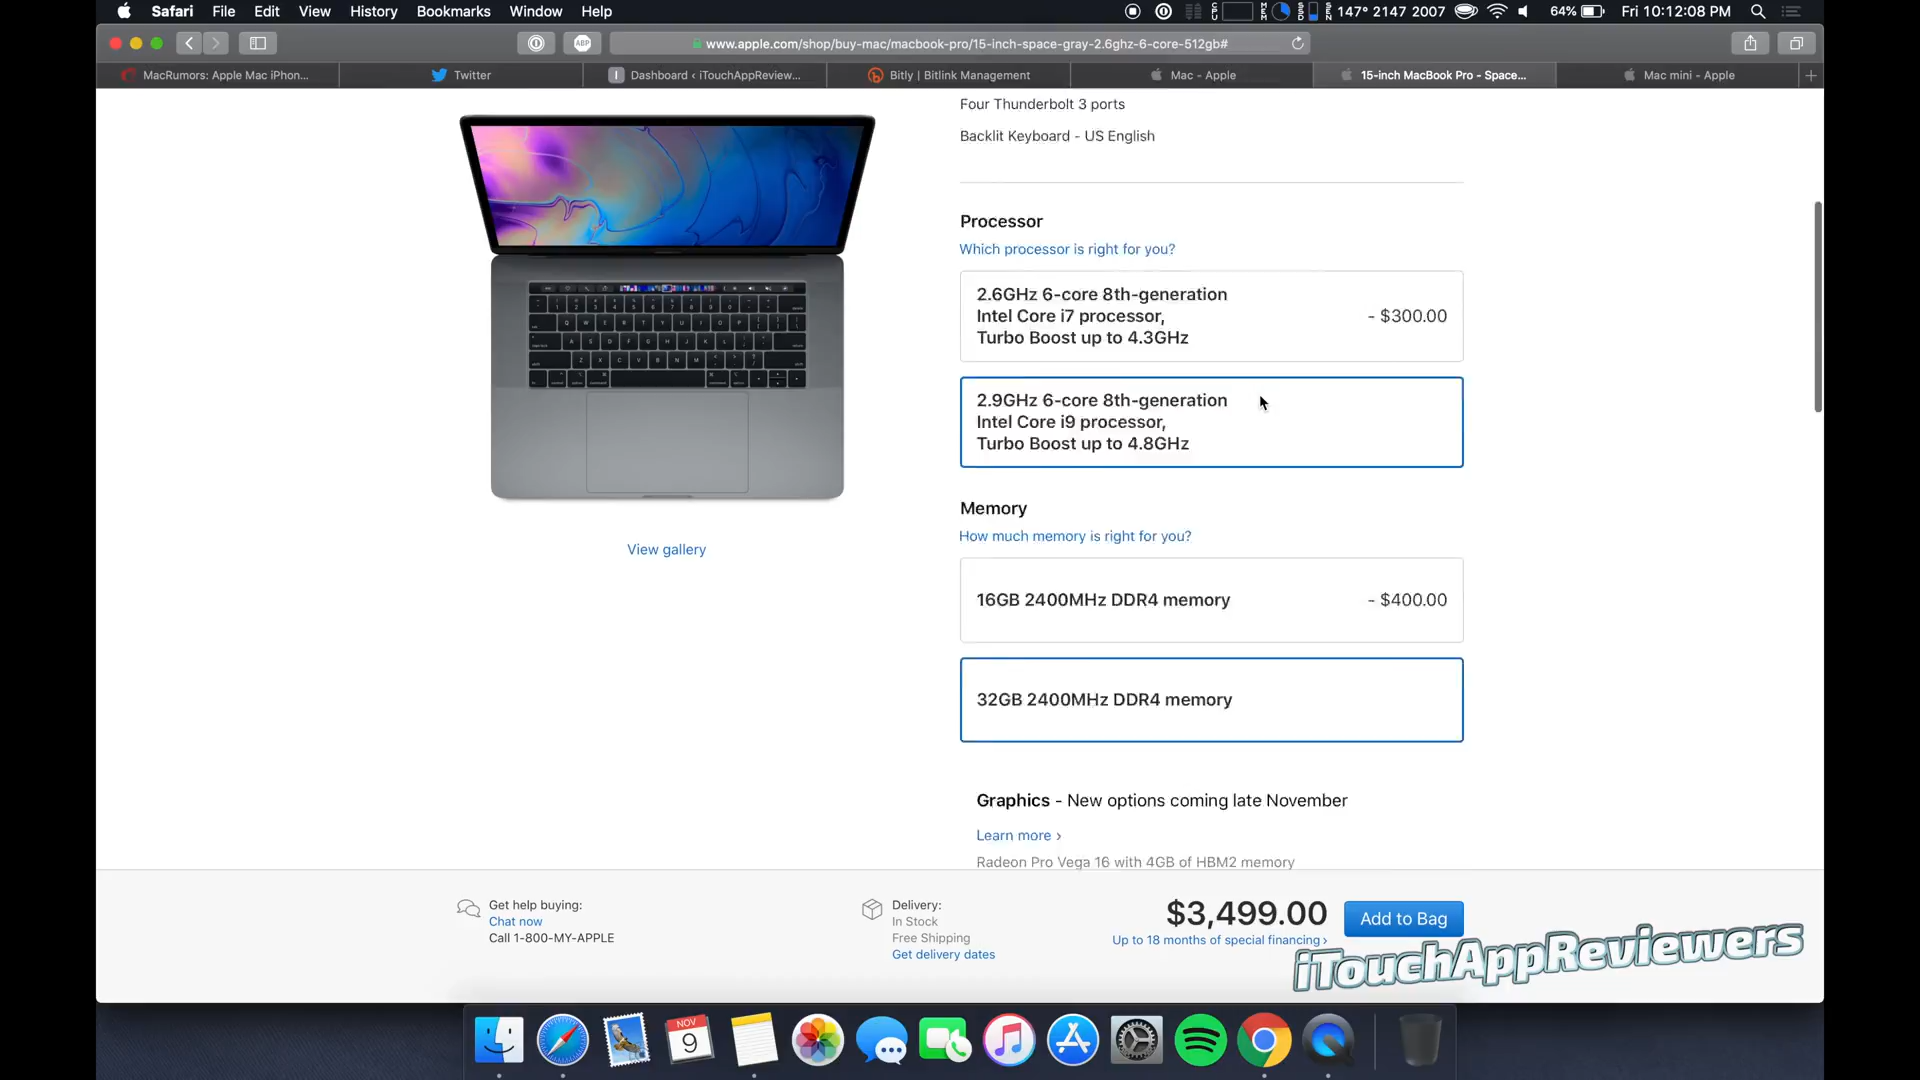 Safari File Edit View History Bookmarks Window Help
147° 2147 2007 64% Fri 10:12:08 PM
ABP
www.apple.com/shop/buy-mac/macbook-pro/15-inch-space-gray-2.6ghz-6-core-512gb#
MacRumors: Apple Mac iPhon... Twitter Dashboard ‹ iTouchAppReview... Bitly | Bitlink Management Mac - Apple 15-inch MacBook Pro - Space... Mac mini - Apple
Four Thunderbolt 3 ports
Backlit Keyboard - US English
Processor
Which processor is right for you?
2.6GHz 6-core 8th-generation
Intel Core i7 processor,
Turbo Boost up to 4.3GHz
- $300.00
2.9GHz 6-core 8th-generation
Intel Core i9 processor,
Turbo Boost up to 4.8GHz
Memory
How much memory is right for you?
16GB 2400MHz DDR4 memory - $400.00
32GB 2400MHz DDR4 memory
View gallery
Graphics - New options coming late November
Learn more ›
Radeon Pro Vega 16 with 4GB of HBM2 memory
Get help buying:
Chat now
Call 1-800-MY-APPLE
Delivery:
In Stock
Free Shipping
Get delivery dates
$3,499.00
Up to 18 months of special financing ›
Add to Bag
iTouchAppReviewers
NOV
9